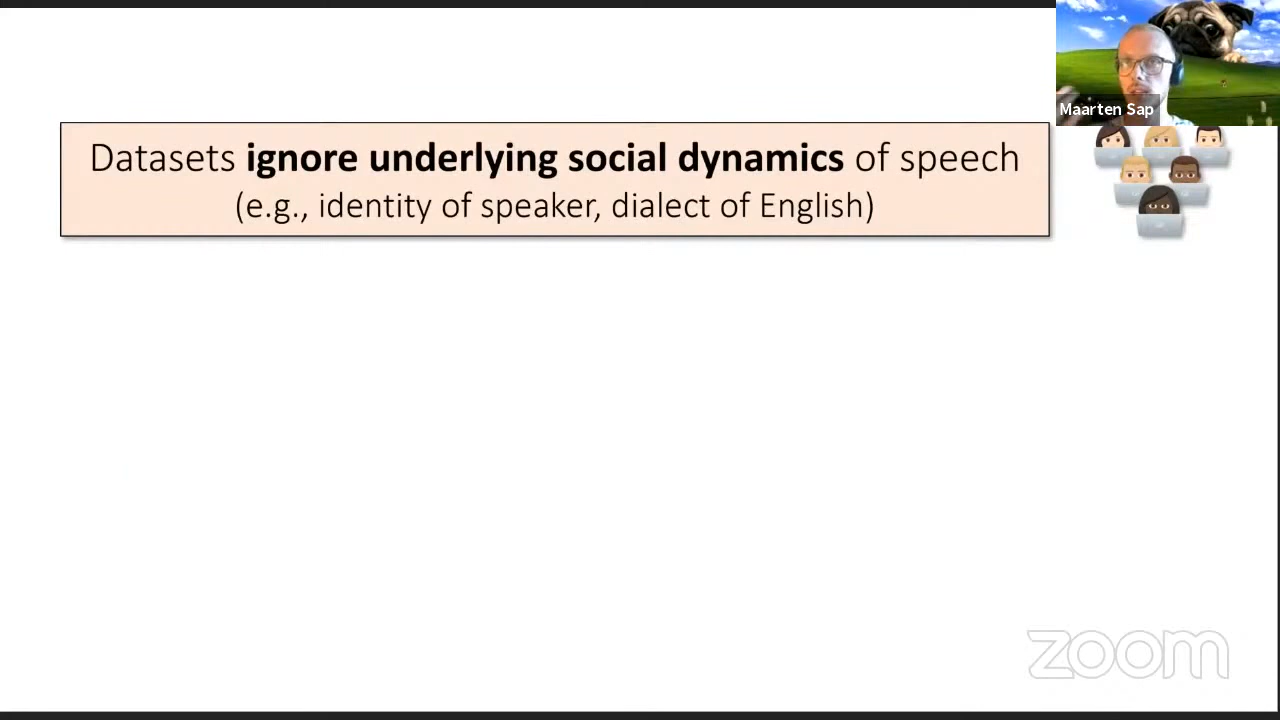 Maarten Sap
Datasets ignore underlying social dynamics of speech
(e.g., identity of speaker, dialect of English)
zoom